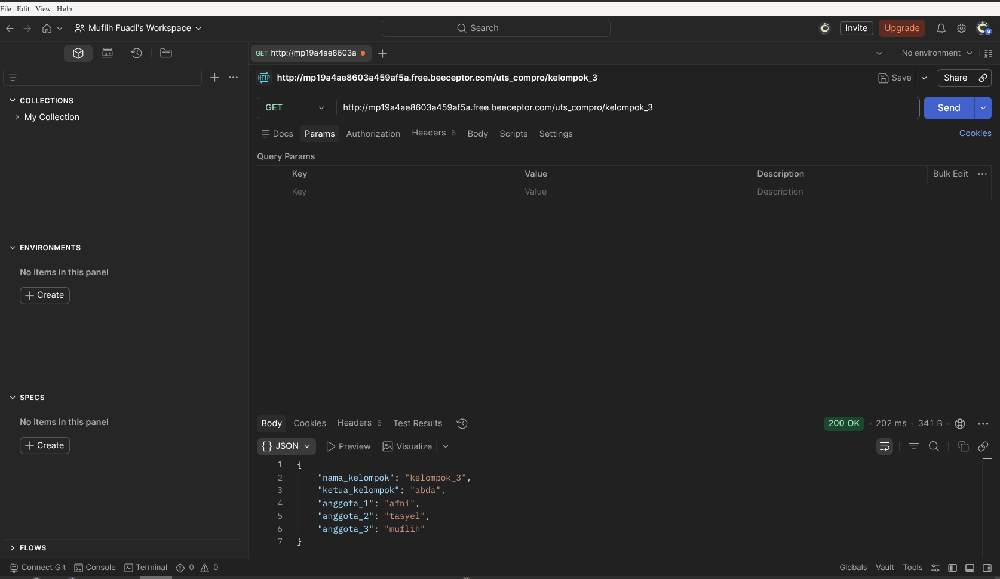 File Edit View Help
Muflih Fuadi's Workspace
Search
Invite
Upgrade
M
GET http://mp19a4ae8603a
No environment
HTTP http://mp19a4ae8603a459af5a.free.beeceptor.com/uts_compro/kelompok_3
Save
Share
COLLECTIONS
My Collection
GET
http://mp19a4ae8603a459af5a.free.beeceptor.com/uts_compro/kelompok_3
Send
Docs Params Authorization Headers 6 Body Scripts Settings
Cookies
Query Params
Key Value Description Bulk Edit
Key Value Description
ENVIRONMENTS
No items in this panel
Create
SPECS
No items in this panel
Create
FLOWS
Body Cookies Headers 6 Test Results
200 OK 202 ms 341 B
{} JSON Preview Visualize
1 {
2 "nama_kelompok": "kelompok_3",
3 "ketua_kelompok": "abda",
4 "anggota_1": "afni",
5 "anggota_2": "tasyel",
6 "anggota_3": "muflih"
7 }
Connect Git Console Terminal 0 0
Globals Vault Tools